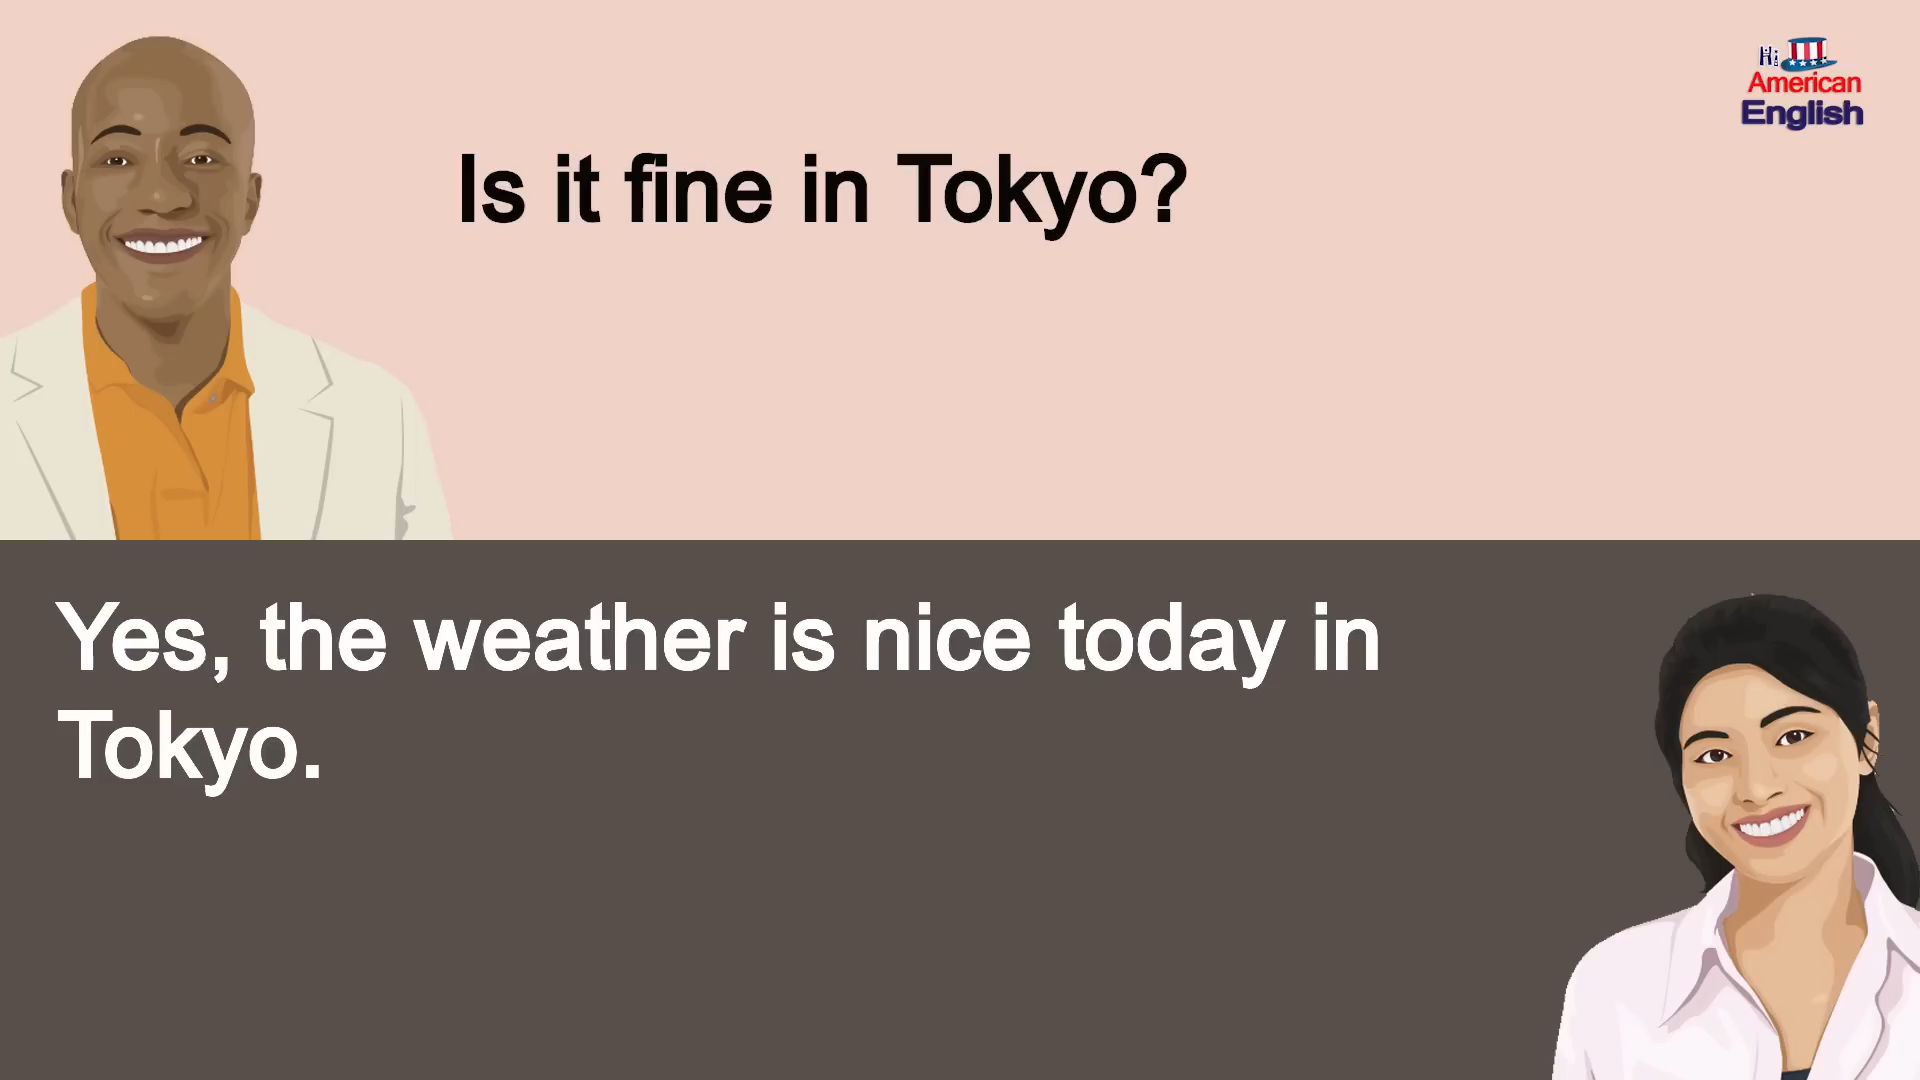 Hi
American
English
Is it fine in Tokyo?
Yes, the weather is nice today in
Tokyo.